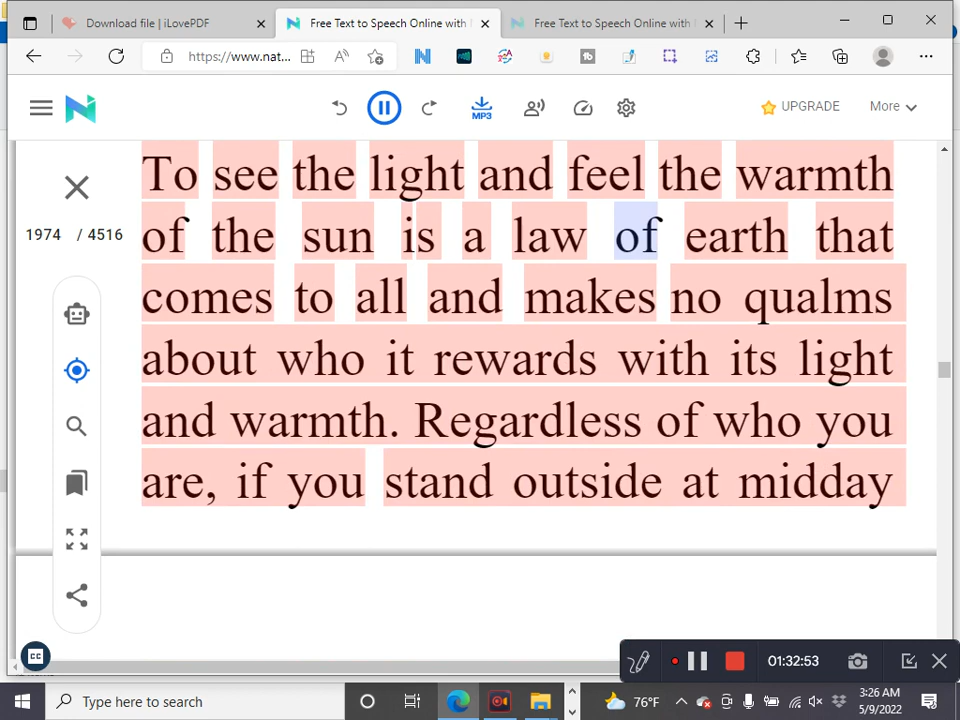 Download file | iLovePDF
Free Text to Speech Online with
Free Text to Speech Online with
https://www.nat...
MP3
UPGRADE
More
1974 / 4516
To see the light and feel the warmth
of the sun is a law of earth that
comes to all and makes no qualms
about who it rewards with its light
and warmth. Regardless of who you
are, if you stand outside at midday
CC
01:32:53
Type here to search
76°F
3:26 AM
5/9/2022